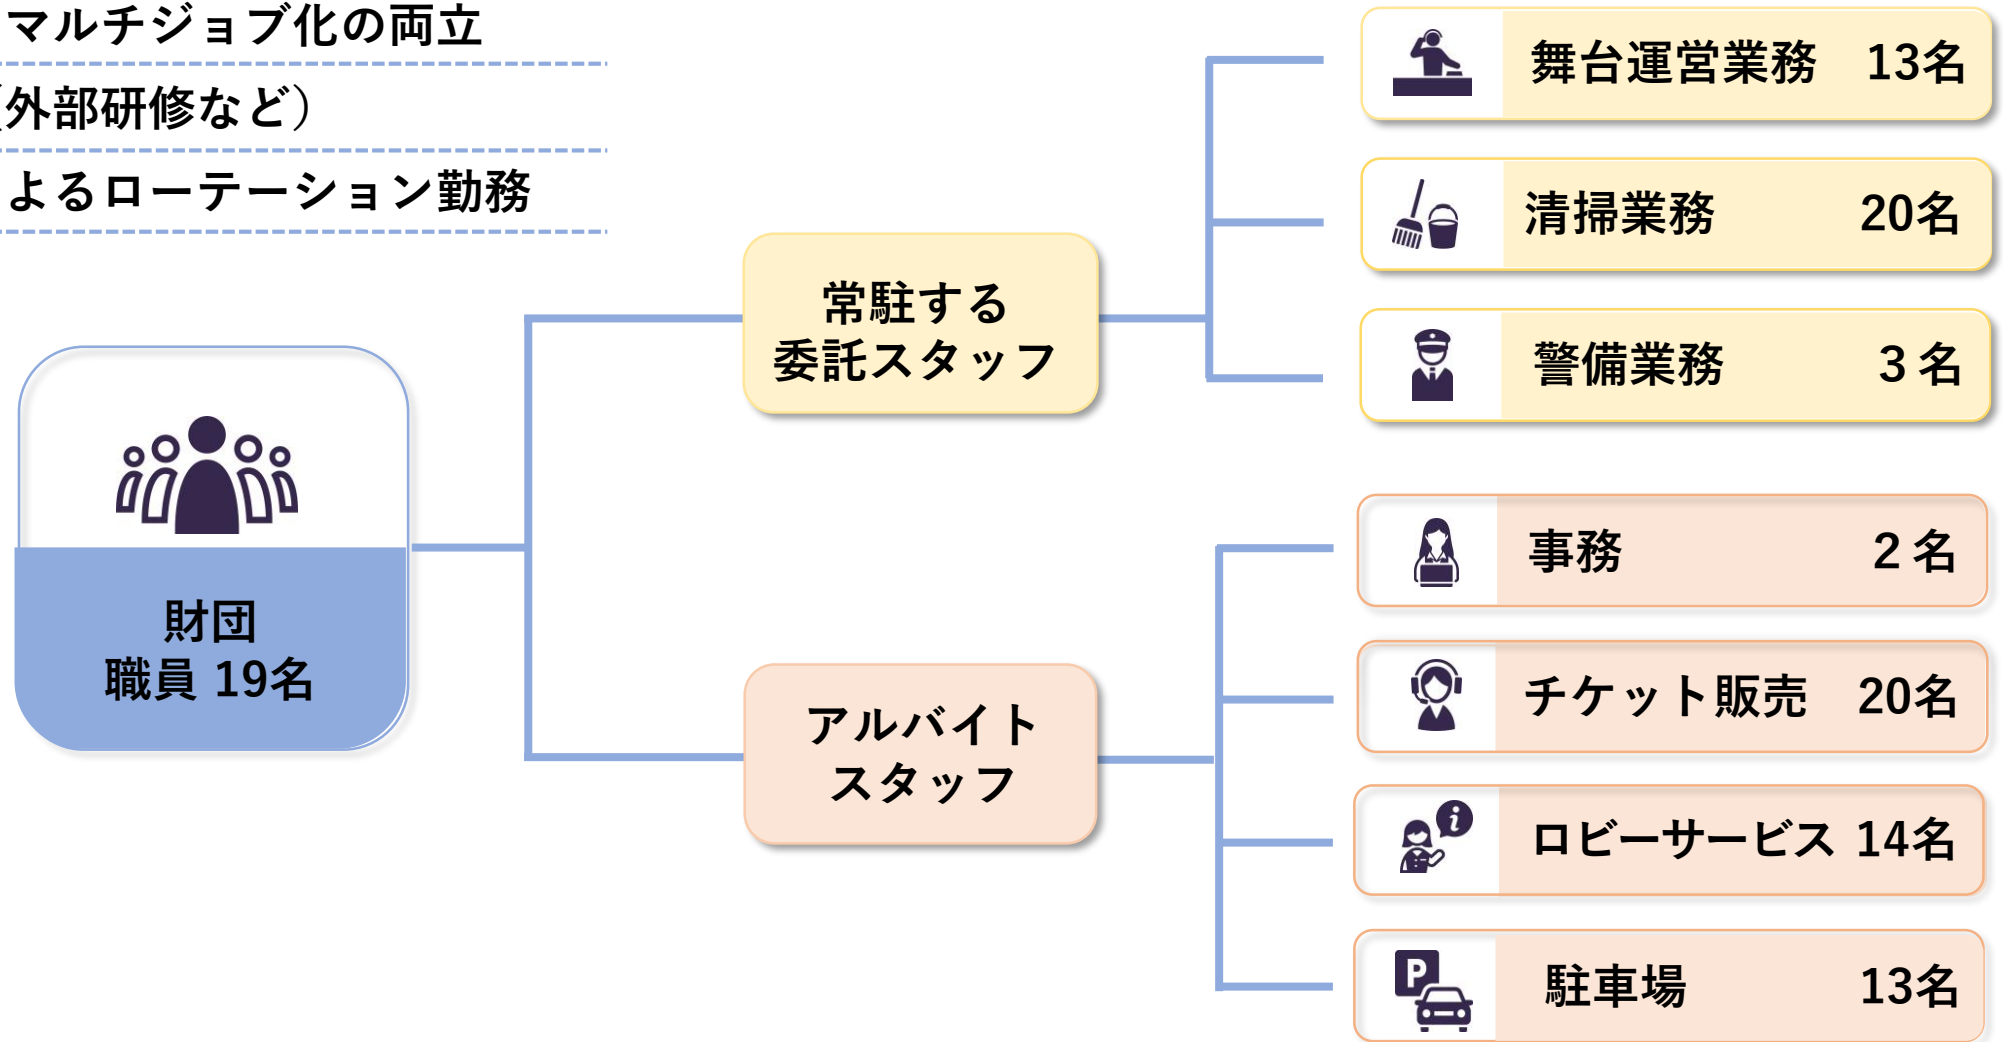 マルチジョブ化の両立
(外部研修など）
よるローテーション勤務
財団
職員 19名
常駐する
委託スタッフ
舞台運営業務 13名
清掃業務 20名
警備業務 3名
アルバイト
スタッフ
事務 2名
チケット販売 20名
ロビーサービス 14名
P
駐車場 13名